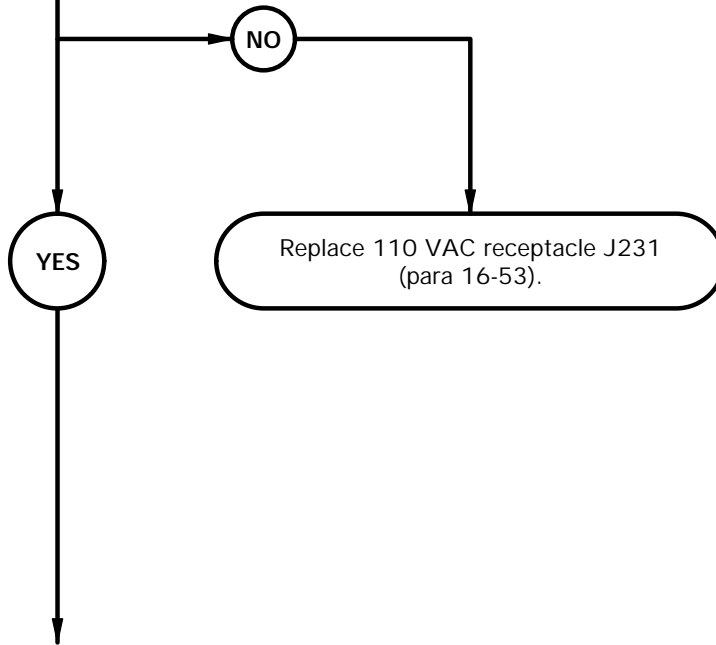 NO
YES
Replace 110 VAC receptacle J231
(para 16-53).